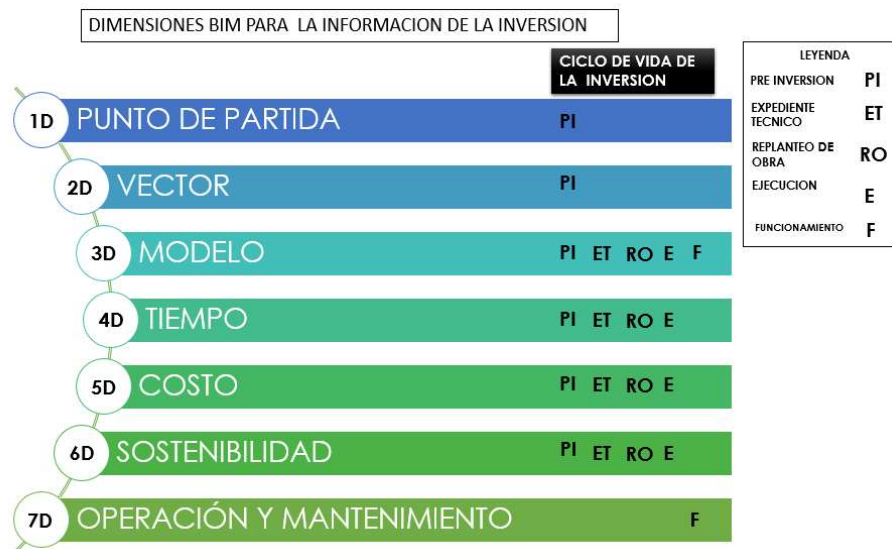 DIMENSIONES BIM PARA LA INFORMACION DE LA INVERSION
CICLO DE VIDA DE
LA INVERSION
1D PUNTO DE PARTIDA PI
2D VECTOR PI
3D MODELO PI ET RO E F
4D TIEMPO PI ET RO E
5D COSTO PI ET RO E
6D SOSTENIBILIDAD PI ET RO E
7D OPERACIÓN Y MANTENIMIENTO F
LEYENDA
PRE INVERSION PI
EXPEDIENTE
TECNICO ET
REPLANTEO DE
OBRA RO
EJECUCION E
FUNCIONAMIENTO F